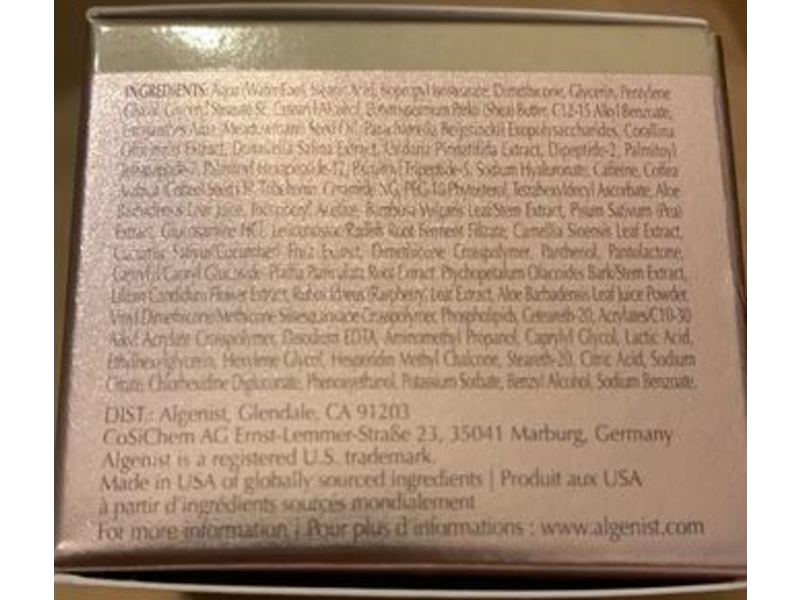 INGREDIENTS: Aqua (Water/Eau), Stearic Acid, Isopropyl Isostearate, Dimethicone, Glycerin, Pentylene
Glycol, Glyceryl Stearate SE, Cetearyl Alcohol, Butyrospermum Parkii (Shea) Butter, C12-15 Alkyl Benzoate,
Limnanthes Alba (Meadowfoam) Seed Oil, Parachlorella Beijerinckii Exopolysaccharides, Corallina
Officinalis Extract, Dunaliella Salina Extract, Undaria Pinnatifida Extract, Dipeptide-2, Palmitoyl
Tetrapeptide-7, Palmitoyl Hexapeptide-12, Palmitoyl Tripeptide-5, Sodium Hyaluronate, Caffeine, Coffea
Arabica (Coffee) Seed Oil, Tribehenin, Ceramide NG, PEG-10 Phytosterol, Tetrahexyldecyl Ascorbate, Aloe
Barbadensis Leaf Juice, Tocopheryl Acetate, Bambusa Vulgaris Leaf/Stem Extract, Pisum Sativum (Pea)
Extract, Glucosamine HCl, Leuconostoc/Radish Root Ferment Filtrate, Camellia Sinensis Leaf Extract,
Cucumis Sativus (Cucumber) Fruit Extract, Dimethicone Crosspolymer, Panthenol, Pantolactone,
Caprylyl/Capryl Glucoside, Pfaffia Paniculata Root Extract, Ptychopetalum Olacoides Bark/Stem Extract,
Lilium Candidum Flower Extract, Rubus Idaeus (Raspberry) Leaf Extract, Aloe Barbadensis Leaf Juice Powder,
Vinyl Dimethicone/Methicone Silsesquioxane Crosspolymer, Phospholipids, Ceteareth-20, Acrylates/C10-30
Alkyl Acrylate Crosspolymer, Disodium EDTA, Aminomethyl Propanol, Caprylyl Glycol, Lactic Acid,
Ethylhexylglycerin, Hexylene Glycol, Hesperidin Methyl Chalcone, Steareth-20, Citric Acid, Sodium
Citrate, Chlorhexidine Digluconate, Phenoxyethanol, Potassium Sorbate, Benzyl Alcohol, Sodium Benzoate.
DIST.: Algenist, Glendale, CA 91203
CoSiChem AG Ernst-Lemmer-Straße 23, 35041 Marburg, Germany
Algenist is a registered U.S. trademark.
Made in USA of globally sourced ingredients | Produit aux USA
à partir d'ingrédients sourcés mondialement
For more information | Pour plus d'informations : www.algenist.com